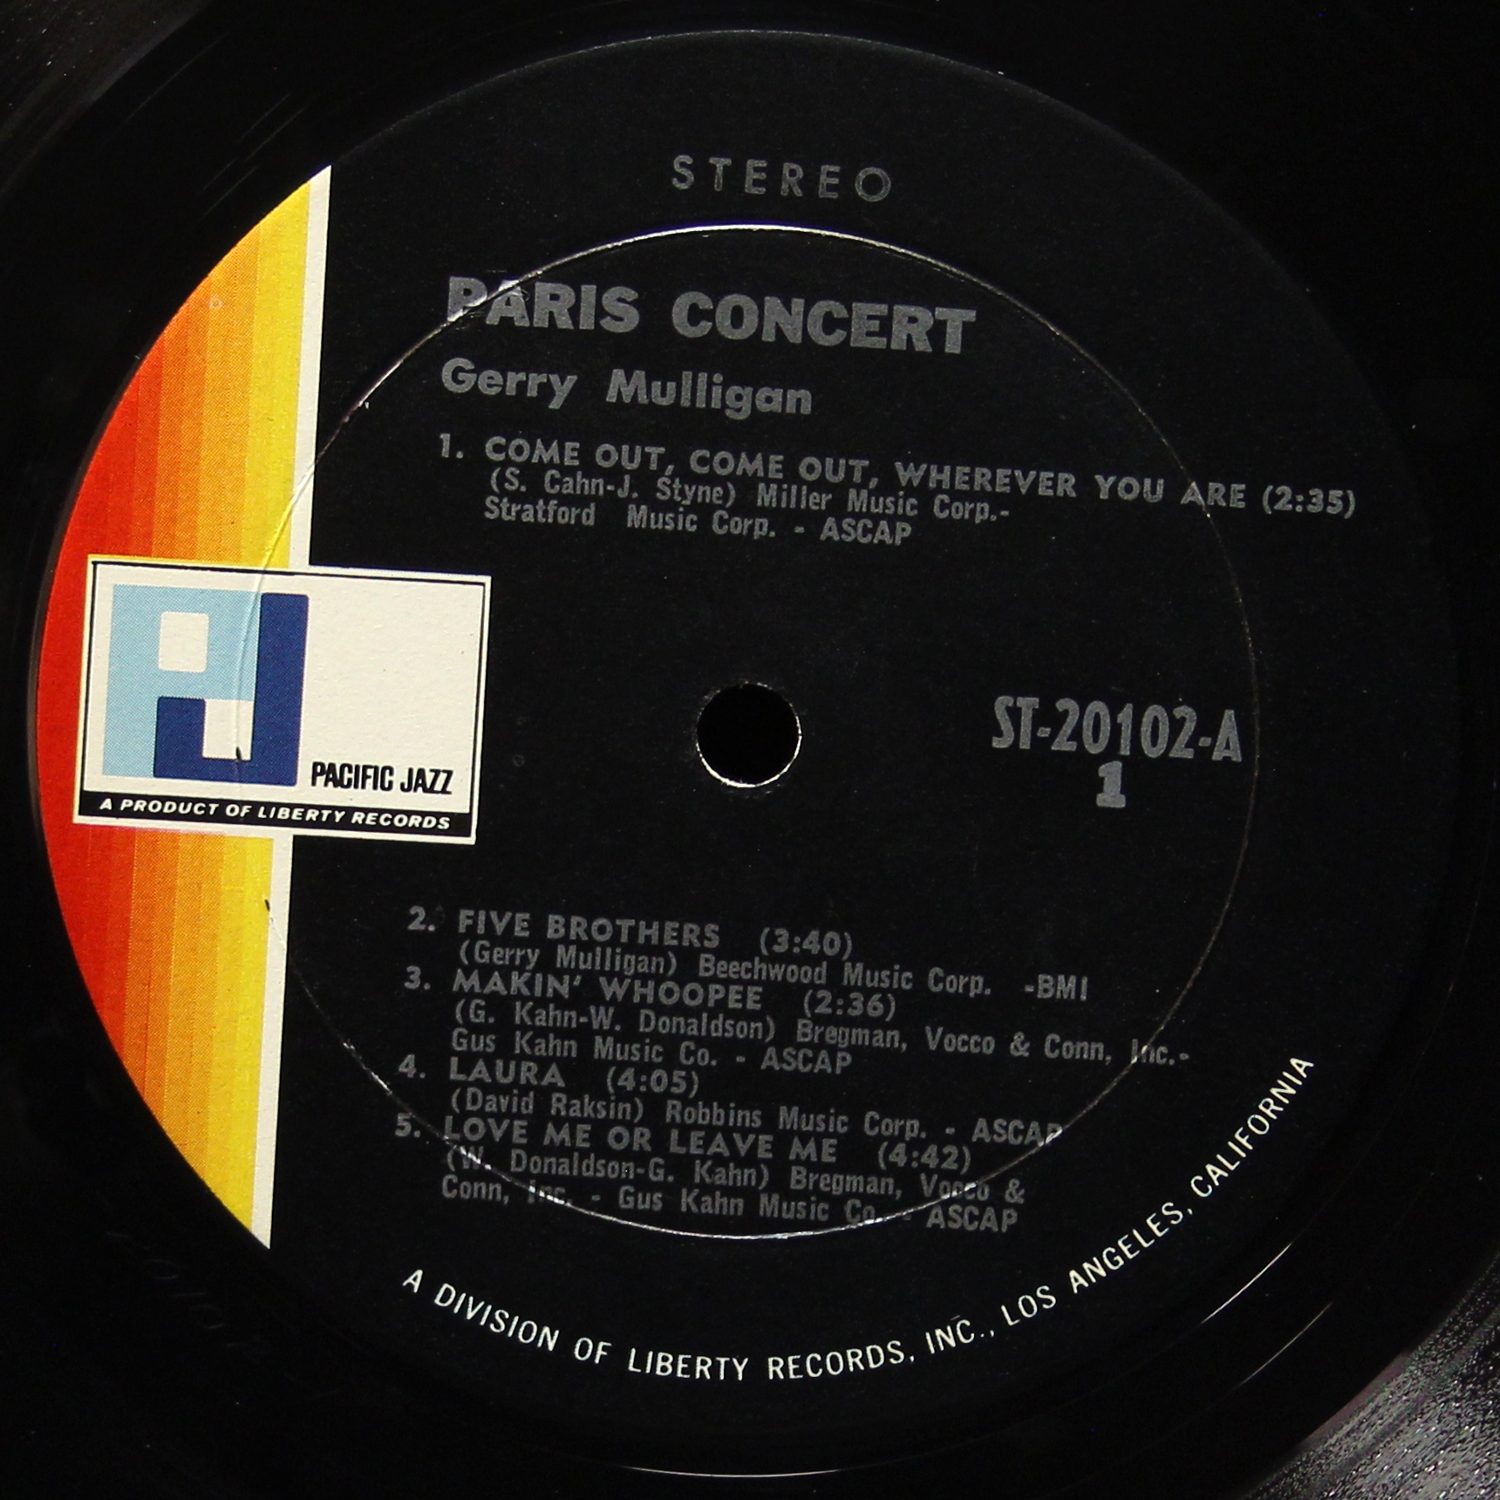 STEREO
PARIS CONCERT
Gerry Mulligan
1. COME OUT, COME OUT, WHEREVER YOU ARE (2:35)
(S. Cahn-J. Styne) Miller Music Corp.-
Stratford Music Corp. - ASCAP
PJ
PACIFIC JAZZ
A PRODUCT OF LIBERTY RECORDS
ST-20102-A
1
2. FIVE BROTHERS (3:40)
(Gerry Mulligan) Beechwood Music Corp. -BMI
3. MAKIN' WHOOPEE (2:36)
(G. Kahn-W. Donaldson) Bregman, Vocco & Conn, Inc.-
Gus Kahn Music Co. - ASCAP
4. LAURA (4:05)
(David Raksin) Robbins Music Corp. - ASCAP
5. LOVE ME OR LEAVE ME (4:42)
(W. Donaldson-G. Kahn) Bregman, Vocco &
Conn, Inc. - Gus Kahn Music Co. - ASCAP
A DIVISION OF LIBERTY RECORDS, INC., LOS ANGELES, CALIFORNIA